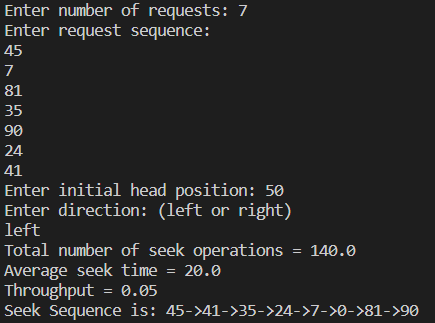 Enter number of requests: 7
Enter request sequence:
45
7
81
35
90
24
41
Enter initial head position: 50
Enter direction: (left or right)
left
Total number of seek operations = 140.0
Average seek time = 20.0
Throughput = 0.05
Seek Sequence is: 45->41->35->24->7->0->81->90